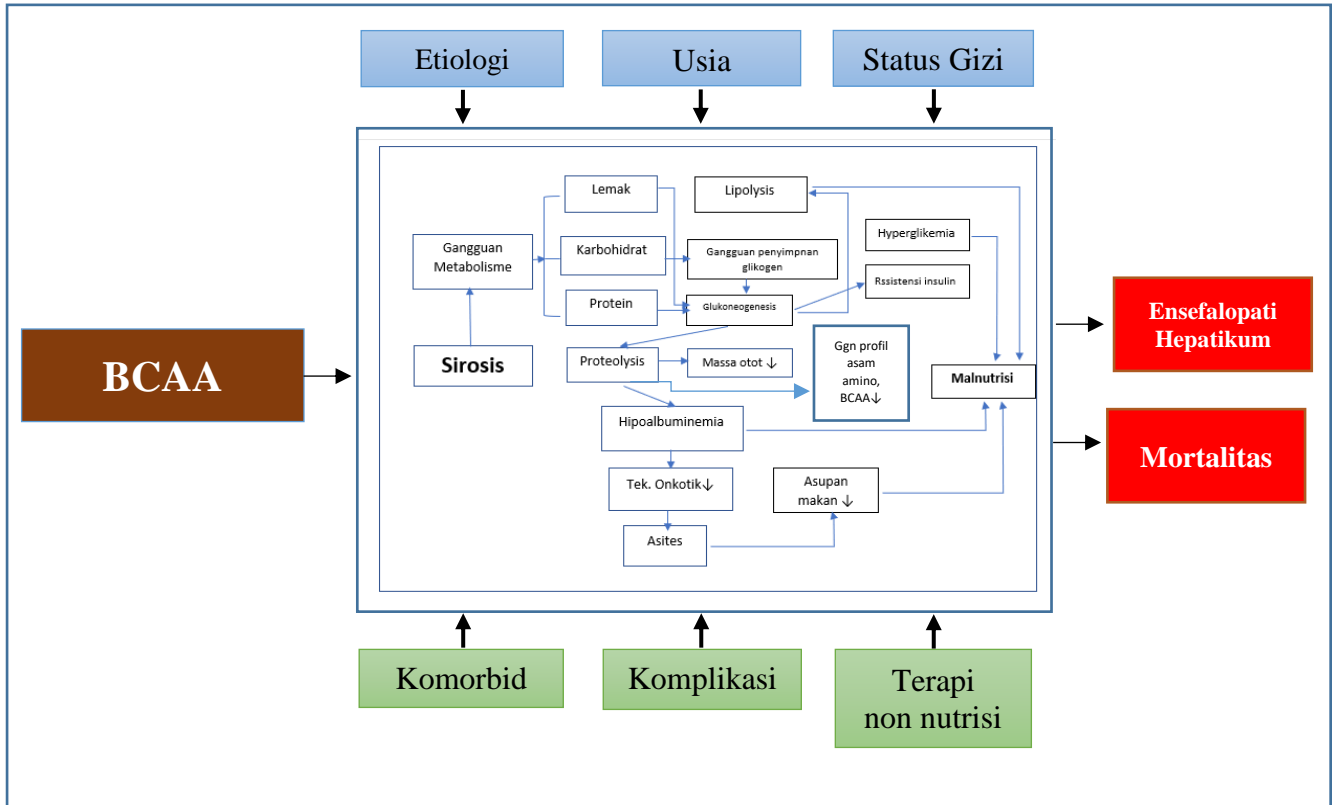 Etiologi
Usia
Status Gizi
Lemak
Lipolysis
Hyperglikemia
Gangguan
Metabolisme
Karbohidrat
Gangguan penyimpnan
glikogen
Rssistensi insulin
Protein
Glukoneogenesis
BCAA
Sirosis
Proteolysis
Massa otot ↓
Ggn profil
asam
amino,
BCAA↓
Malnutrisi
Ensefalopati
Hepatikum
Hipoalbuminemia
Mortalitas
Tek. Onkotik↓
Asupan
makan ↓
Asites
Komorbid
Komplikasi
Terapi
non nutrisi